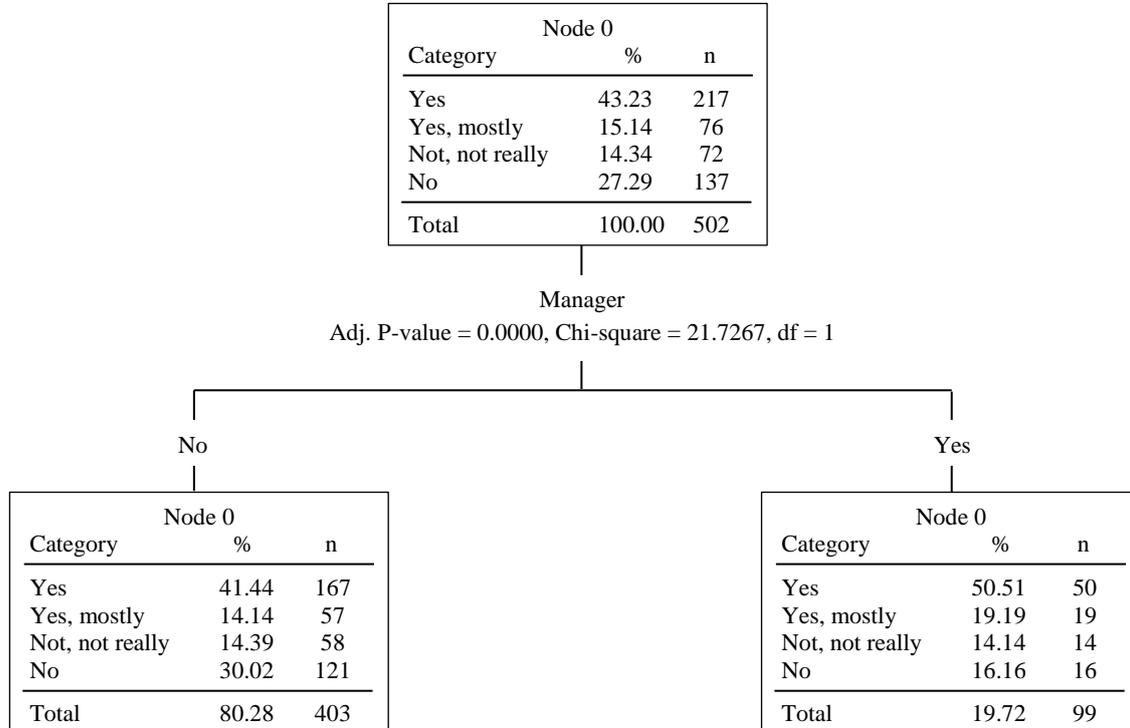 Node 0
Category % n
Yes 43.23 217
Yes, mostly 15.14 76
Not, not really 14.34 72
No 27.29 137
Total 100.00 502
Manager
Adj. P-value = 0.0000, Chi-square = 21.7267, df = 1
No
Node 0
Category % n
Yes 41.44 167
Yes, mostly 14.14 57
Not, not really 14.39 58
No 30.02 121
Total 80.28 403
Yes
Node 0
Category % n
Yes 50.51 50
Yes, mostly 19.19 19
Not, not really 14.14 14
No 16.16 16
Total 19.72 99